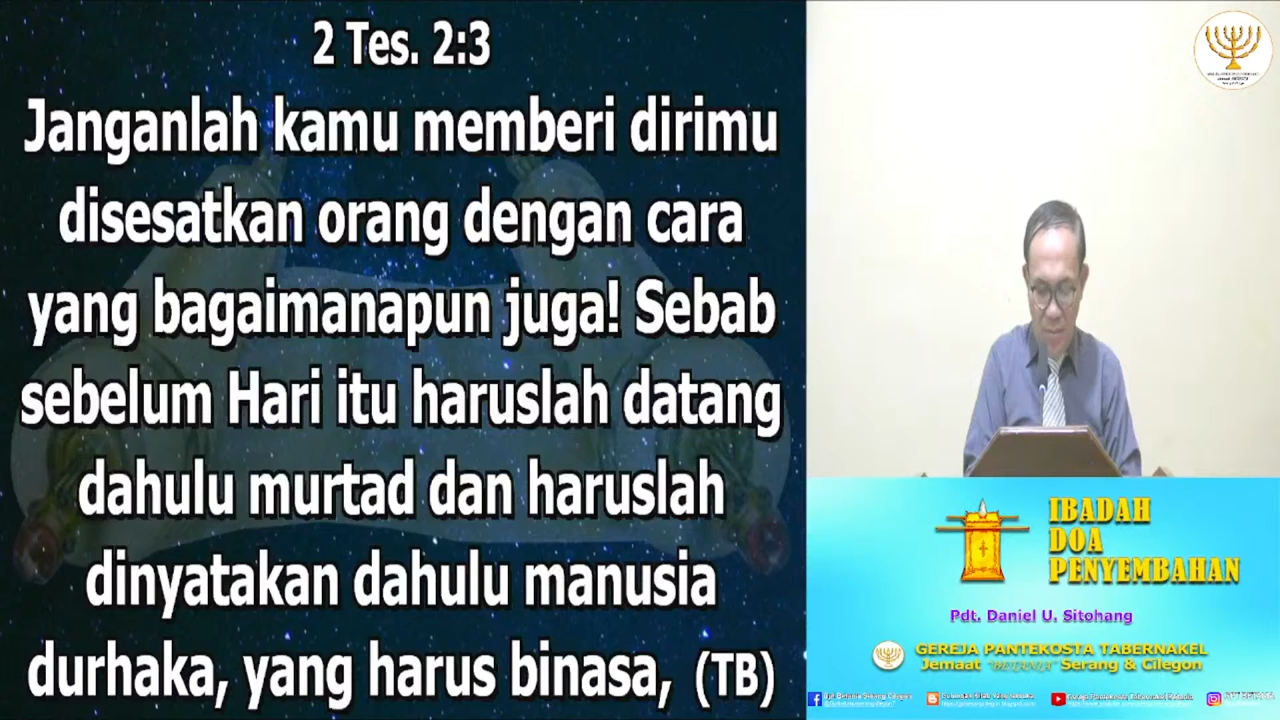 2 Tes. 2:3
Janganlah kamu memberi dirimu
disesatkan orang dengan cara
yang bagaimanapun juga! Sebab
sebelum Hari itu haruslah datang
dahulu murtad dan haruslah
dinyatakan dahulu manusia
durhaka, yang harus binasa, (TB)
IBADAH
DOA
PENYEMBAHAN
Pdt. Daniel U. Sitohang
GEREJA PANTEKOSTA TABERNAKEL
Jemaat "BETANIA" Serang & Cilegon